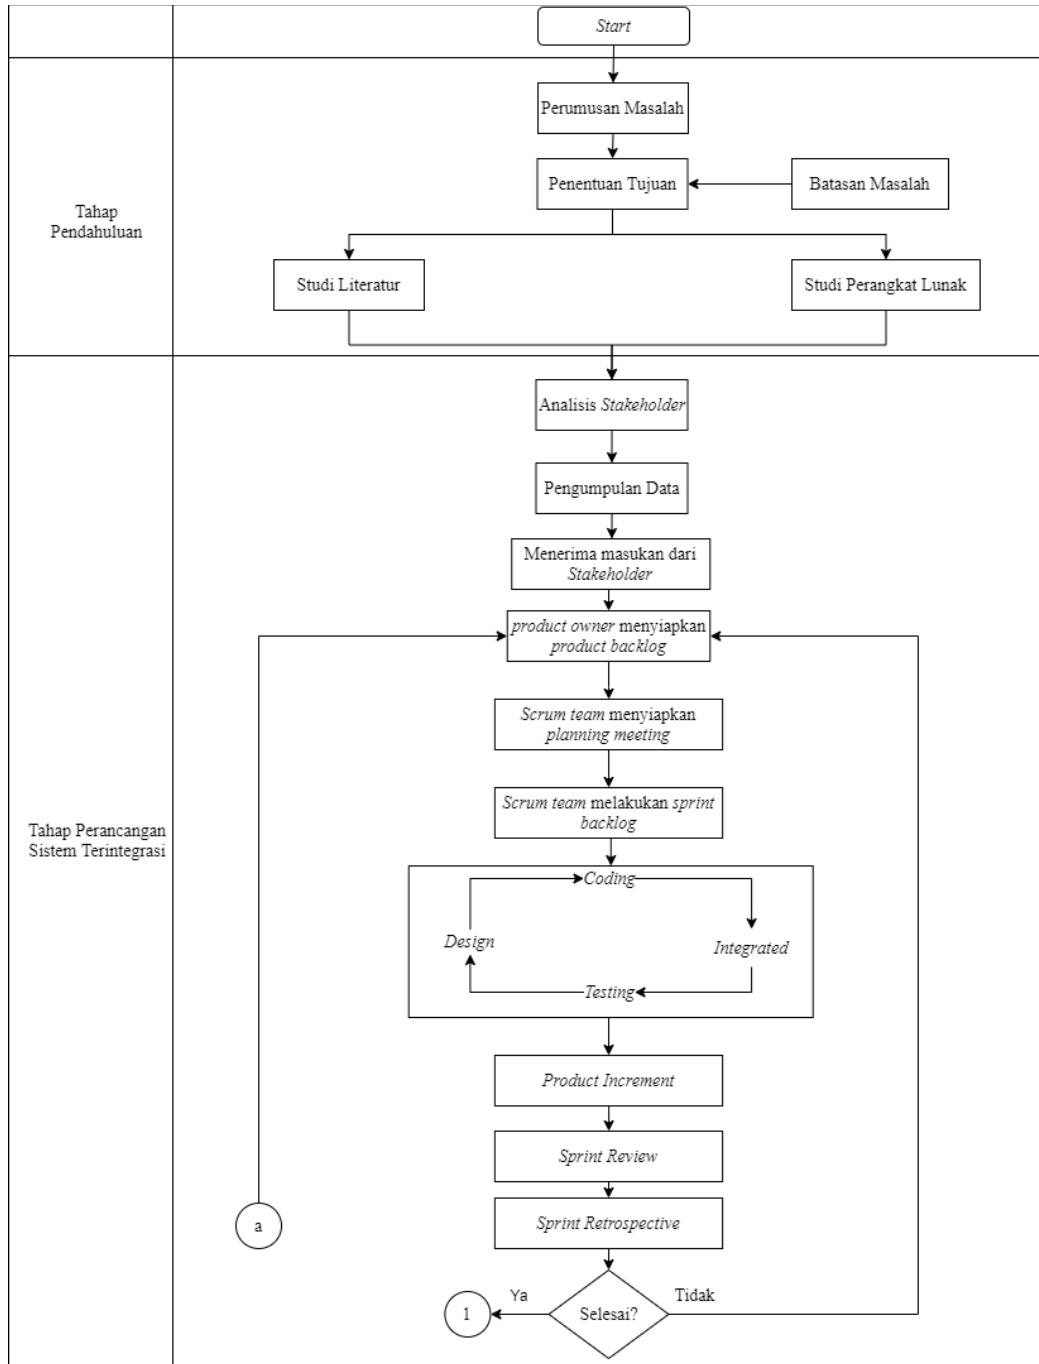 Start
Perumusan Masalah
Penentuan Tujuan
Batasan Masalah
Tahap
Pendahuluan
Studi Literatur
Studi Perangkat Lunak
Analisis Stakeholder
Pengumpulan Data
Menerima masukan dari
Stakeholder
product owner menyiapkan
product backlog
Scrum team menyiapkan
planning meeting
Scrum team melakukan sprint
backlog
Tahap Perancangan
Sistem Terintegrasi
Coding
Design
Integrated
Testing
Product Increment
Sprint Review
Sprint Retrospective
a
1
Ya
Selesai?
Tidak